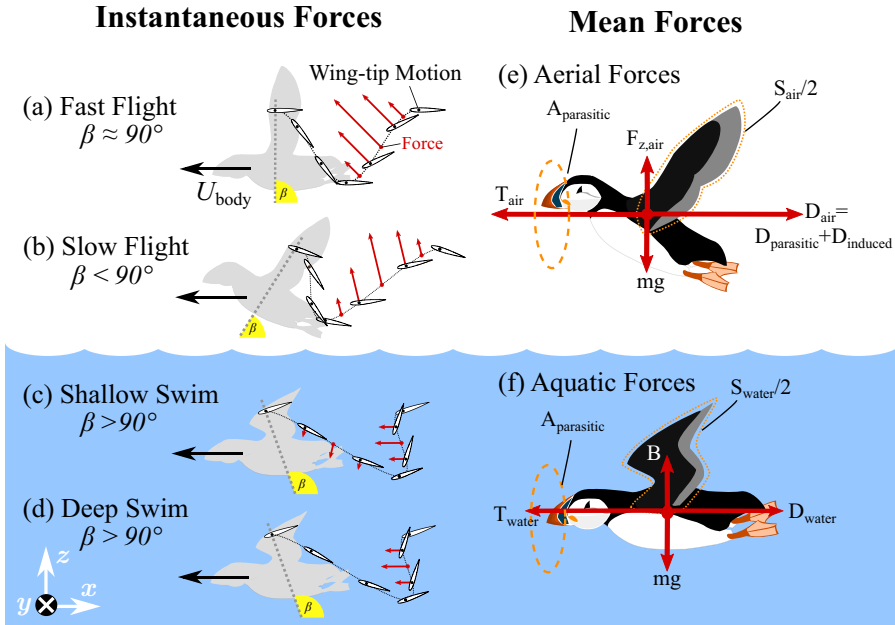 Instantaneous Forces
Mean Forces
(a) Fast Flight
β ≈ 90°
Wing-tip Motion
Force
U_body
β
(b) Slow Flight
β < 90°
β
(c) Shallow Swim
β >90°
β
(d) Deep Swim
β > 90°
β
z
y
x
(e) Aerial Forces
S_air/2
A_parasitic
F_z,air
T_air
D_air=
D_parasitic+D_induced
mg
(f) Aquatic Forces
S_water/2
A_parasitic
B
T_water
D_water
mg